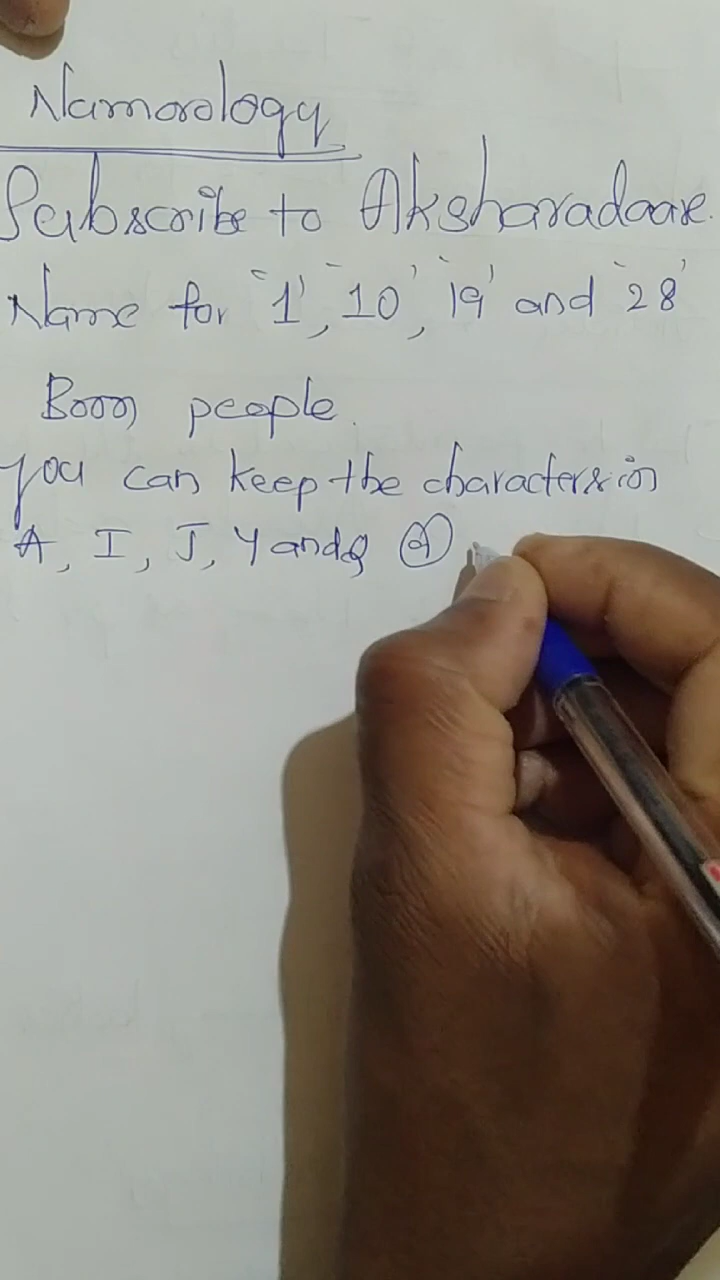 Namorology
Subscribe to Aksharadaare.
Name for '1', '10', '19' and '28'
Born people.
you can keep the characters in
A, I, J, Y and Q